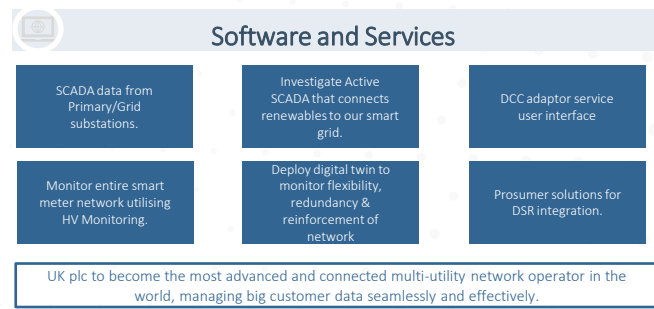 Software and Services
SCADA data from
Primary/Grid
substations.
Investigate Active
SCADA that connects
renewables to our smart
grid.
DCC adaptor service
user interface
Monitor entire smart
meter network utilising
HV Monitoring.
Deploy digital twin to
monitor flexibility,
redundancy &
reinforcement of
network
Prosumer solutions for
DSR integration.
UK plc to become the most advanced and connected multi-utility network operator in the
world, managing big customer data seamlessly and effectively.